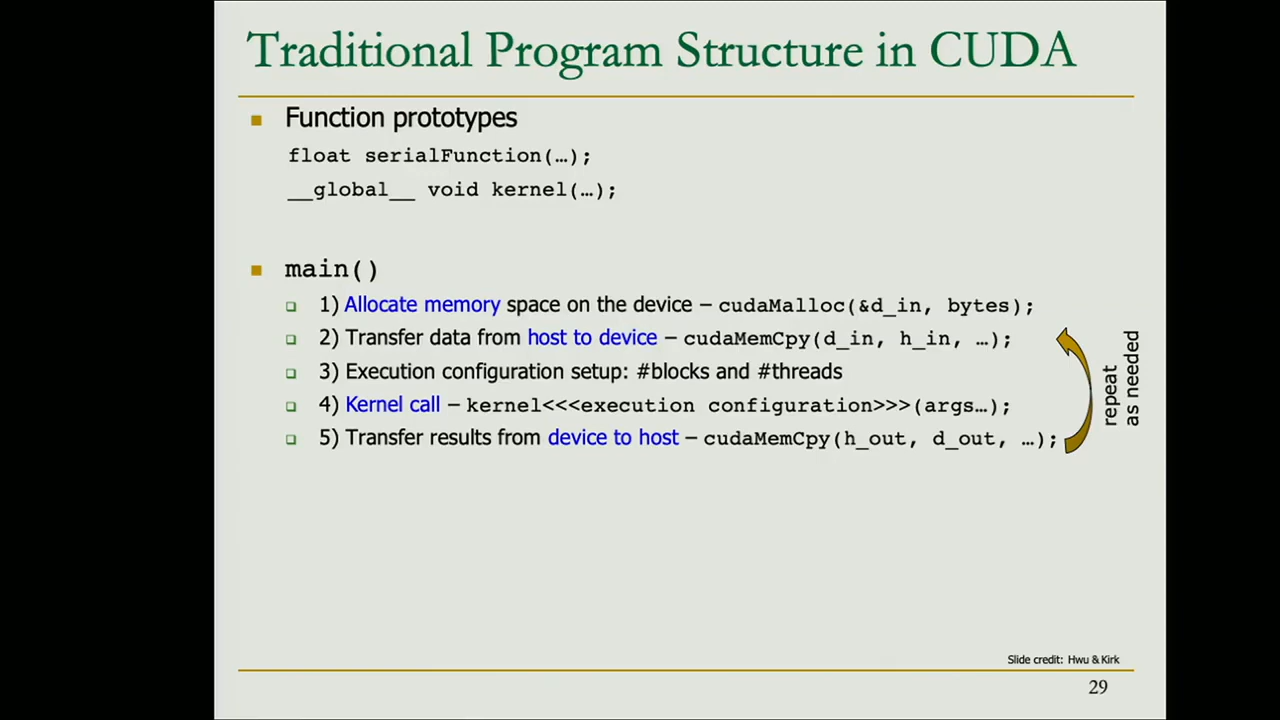 Traditional Program Structure in CUDA
Function prototypes
float serialFunction(…);
__global__ void kernel(…);
main()
1) Allocate memory space on the device – cudaMalloc(&d_in, bytes);
2) Transfer data from host to device – cudaMemCpy(d_in, h_in, …);
3) Execution configuration setup: #blocks and #threads
4) Kernel call – kernel<<<execution configuration>>>(args…);
5) Transfer results from device to host – cudaMemCpy(h_out, d_out, …);
repeat
as needed
Slide credit: Hwu & Kirk
29